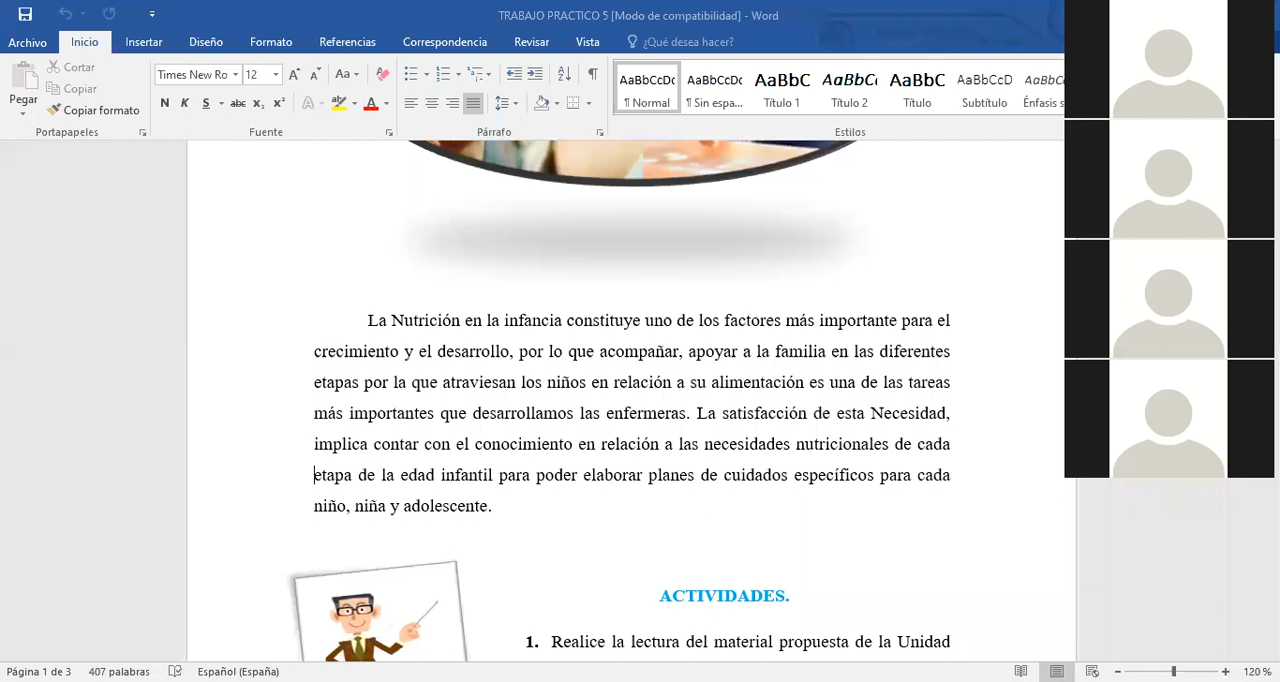 TRABAJO PRACTICO 5 [Modo de compatibilidad] - Word
Archivo Inicio Insertar Diseño Formato Referencias Correspondencia Revisar Vista ¿Qué desea hacer?
Pegar
Cortar
Copiar
Copiar formato
Portapapeles
Times New Ro 12 Aa
N K S abc x₂ x² A A
Fuente
Párrafo
AaBbCcDc AaBbCcDc AaBbC AaBbCc AaBbC AaBbCcD AaBbCc
¶ Normal ¶ Sin espa... Título 1 Título 2 Título Subtítulo Énfasis s
Estilos
La Nutrición en la infancia constituye uno de los factores más importante para el
crecimiento y el desarrollo, por lo que acompañar, apoyar a la familia en las diferentes
etapas por la que atraviesan los niños en relación a su alimentación es una de las tareas
más importantes que desarrollamos las enfermeras. La satisfacción de esta Necesidad,
implica contar con el conocimiento en relación a las necesidades nutricionales de cada
etapa de la edad infantil para poder elaborar planes de cuidados específicos para cada
niño, niña y adolescente.
ACTIVIDADES.
1. Realice la lectura del material propuesta de la Unidad
Página 1 de 3 407 palabras Español (España) 120 %